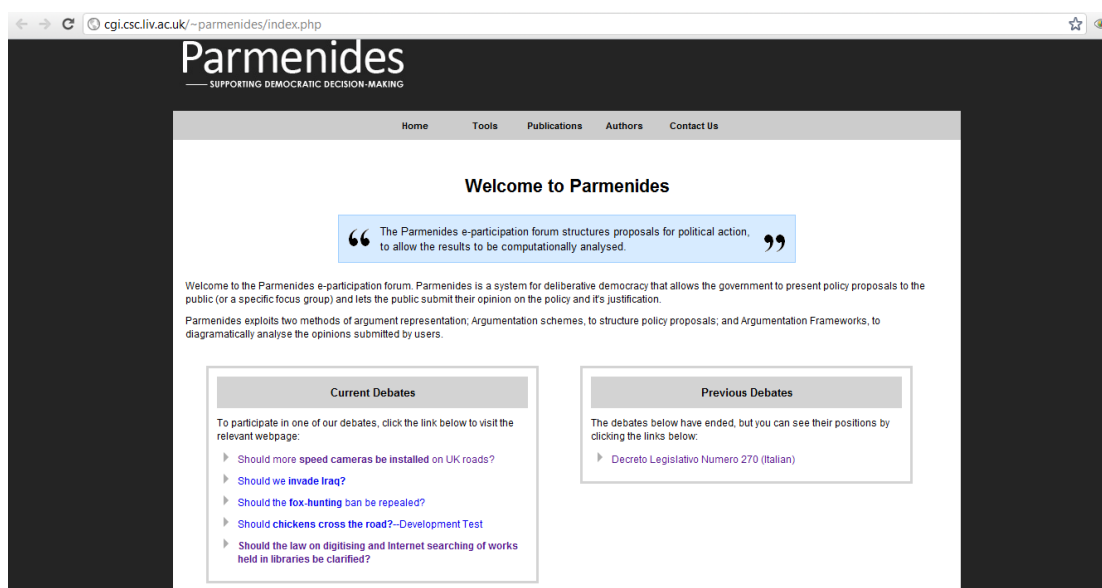 cgi.csc.liv.ac.uk/~parmenides/index.php
Parmenides
SUPPORTING DEMOCRATIC DECISION-MAKING
Home Tools Publications Authors Contact Us
Welcome to Parmenides
“ The Parmenides e-participation forum structures proposals for political action,
to allow the results to be computationally analysed. ”
Welcome to the Parmenides e-participation forum. Parmenides is a system for deliberative democracy that allows the government to present policy proposals to the
public (or a specific focus group) and lets the public submit their opinion on the policy and it's justification.
Parmenides exploits two methods of argument representation; Argumentation schemes, to structure policy proposals; and Argumentation Frameworks, to
diagramatically analyse the opinions submitted by users.
Current Debates
To participate in one of our debates, click the link below to visit the
relevant webpage:
Should more speed cameras be installed on UK roads?
Should we invade Iraq?
Should the fox-hunting ban be repealed?
Should chickens cross the road?--Development Test
Should the law on digitising and Internet searching of works
held in libraries be clarified?
Previous Debates
The debates below have ended, but you can see their positions by
clicking the links below:
Decreto Legislativo Numero 270 (Italian)